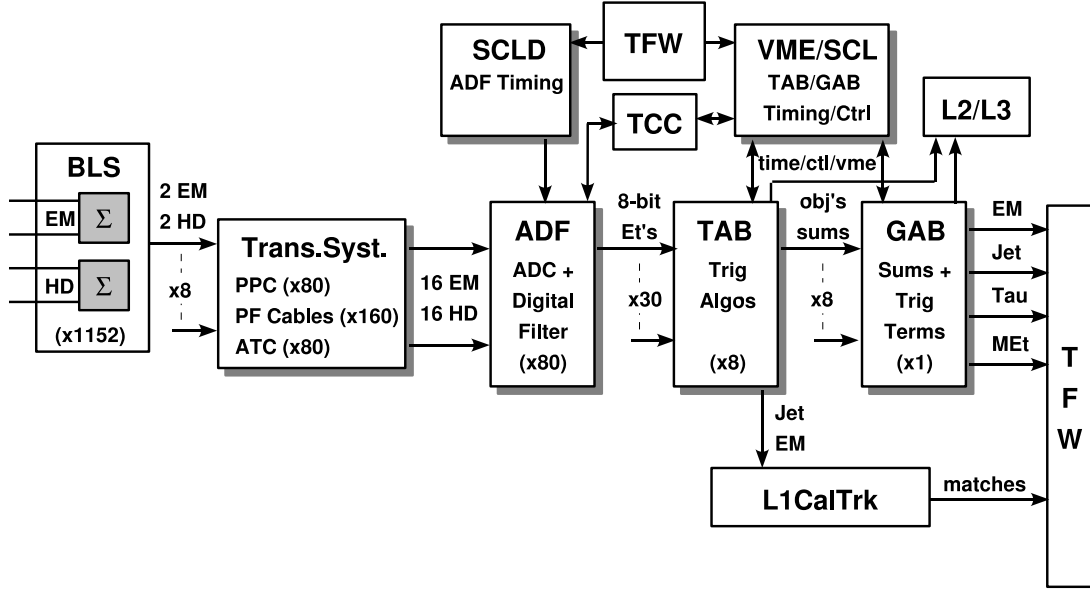 SCLD
ADF Timing
TFW
VME/SCL
TAB/GAB
Timing/Ctrl
TCC
L2/L3
time/ctl/vme
BLS
EM
Σ
HD
Σ
(x1152)
2 EM
2 HD
x8
Trans.Syst.
PPC (x80)
PF Cables (x160)
ATC (x80)
16 EM
16 HD
ADF
ADC +
Digital
Filter
(x80)
8-bit
Et's
x30
TAB
Trig
Algos
(x8)
obj's
sums
x8
GAB
Sums +
Trig
Terms
(x1)
EM
Jet
Tau
MEt
Jet
EM
L1CalTrk
matches
T
F
W